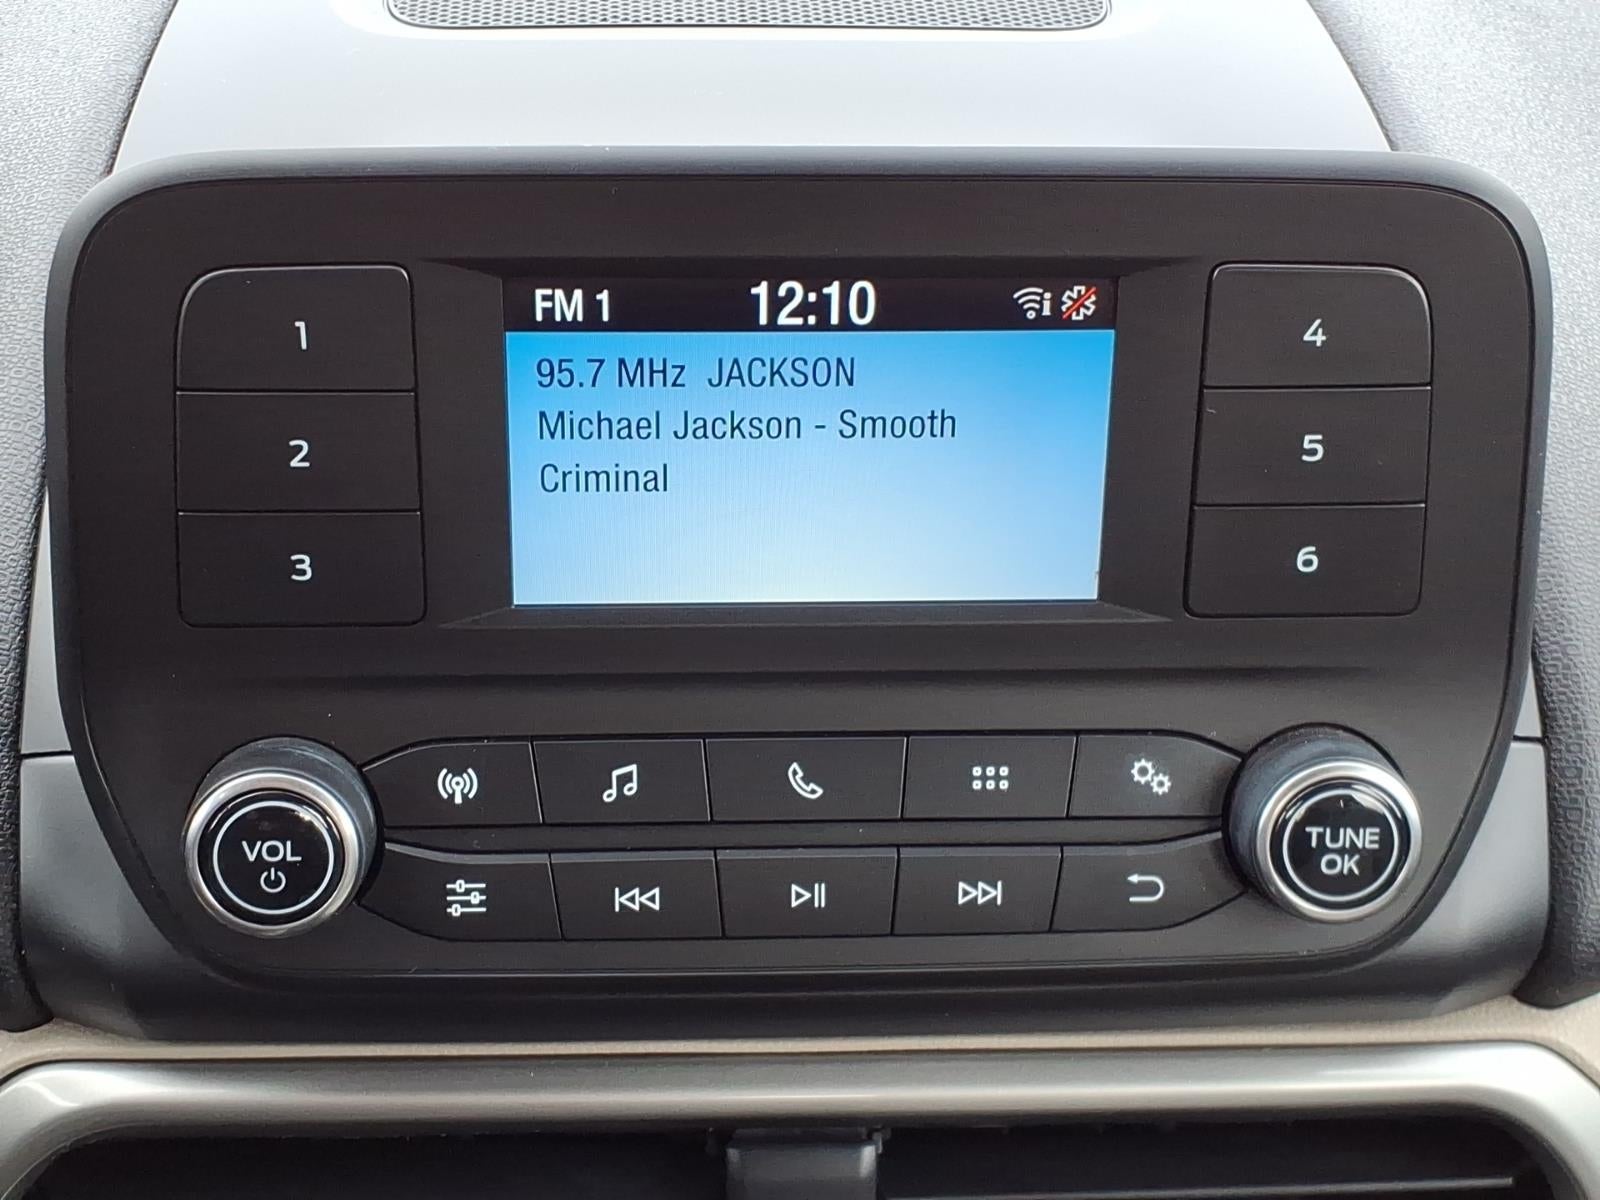 FM 1 12:10
95.7 MHz JACKSON
Michael Jackson - Smooth
Criminal
1
2
3
4
5
6
VOL
TUNE
OK